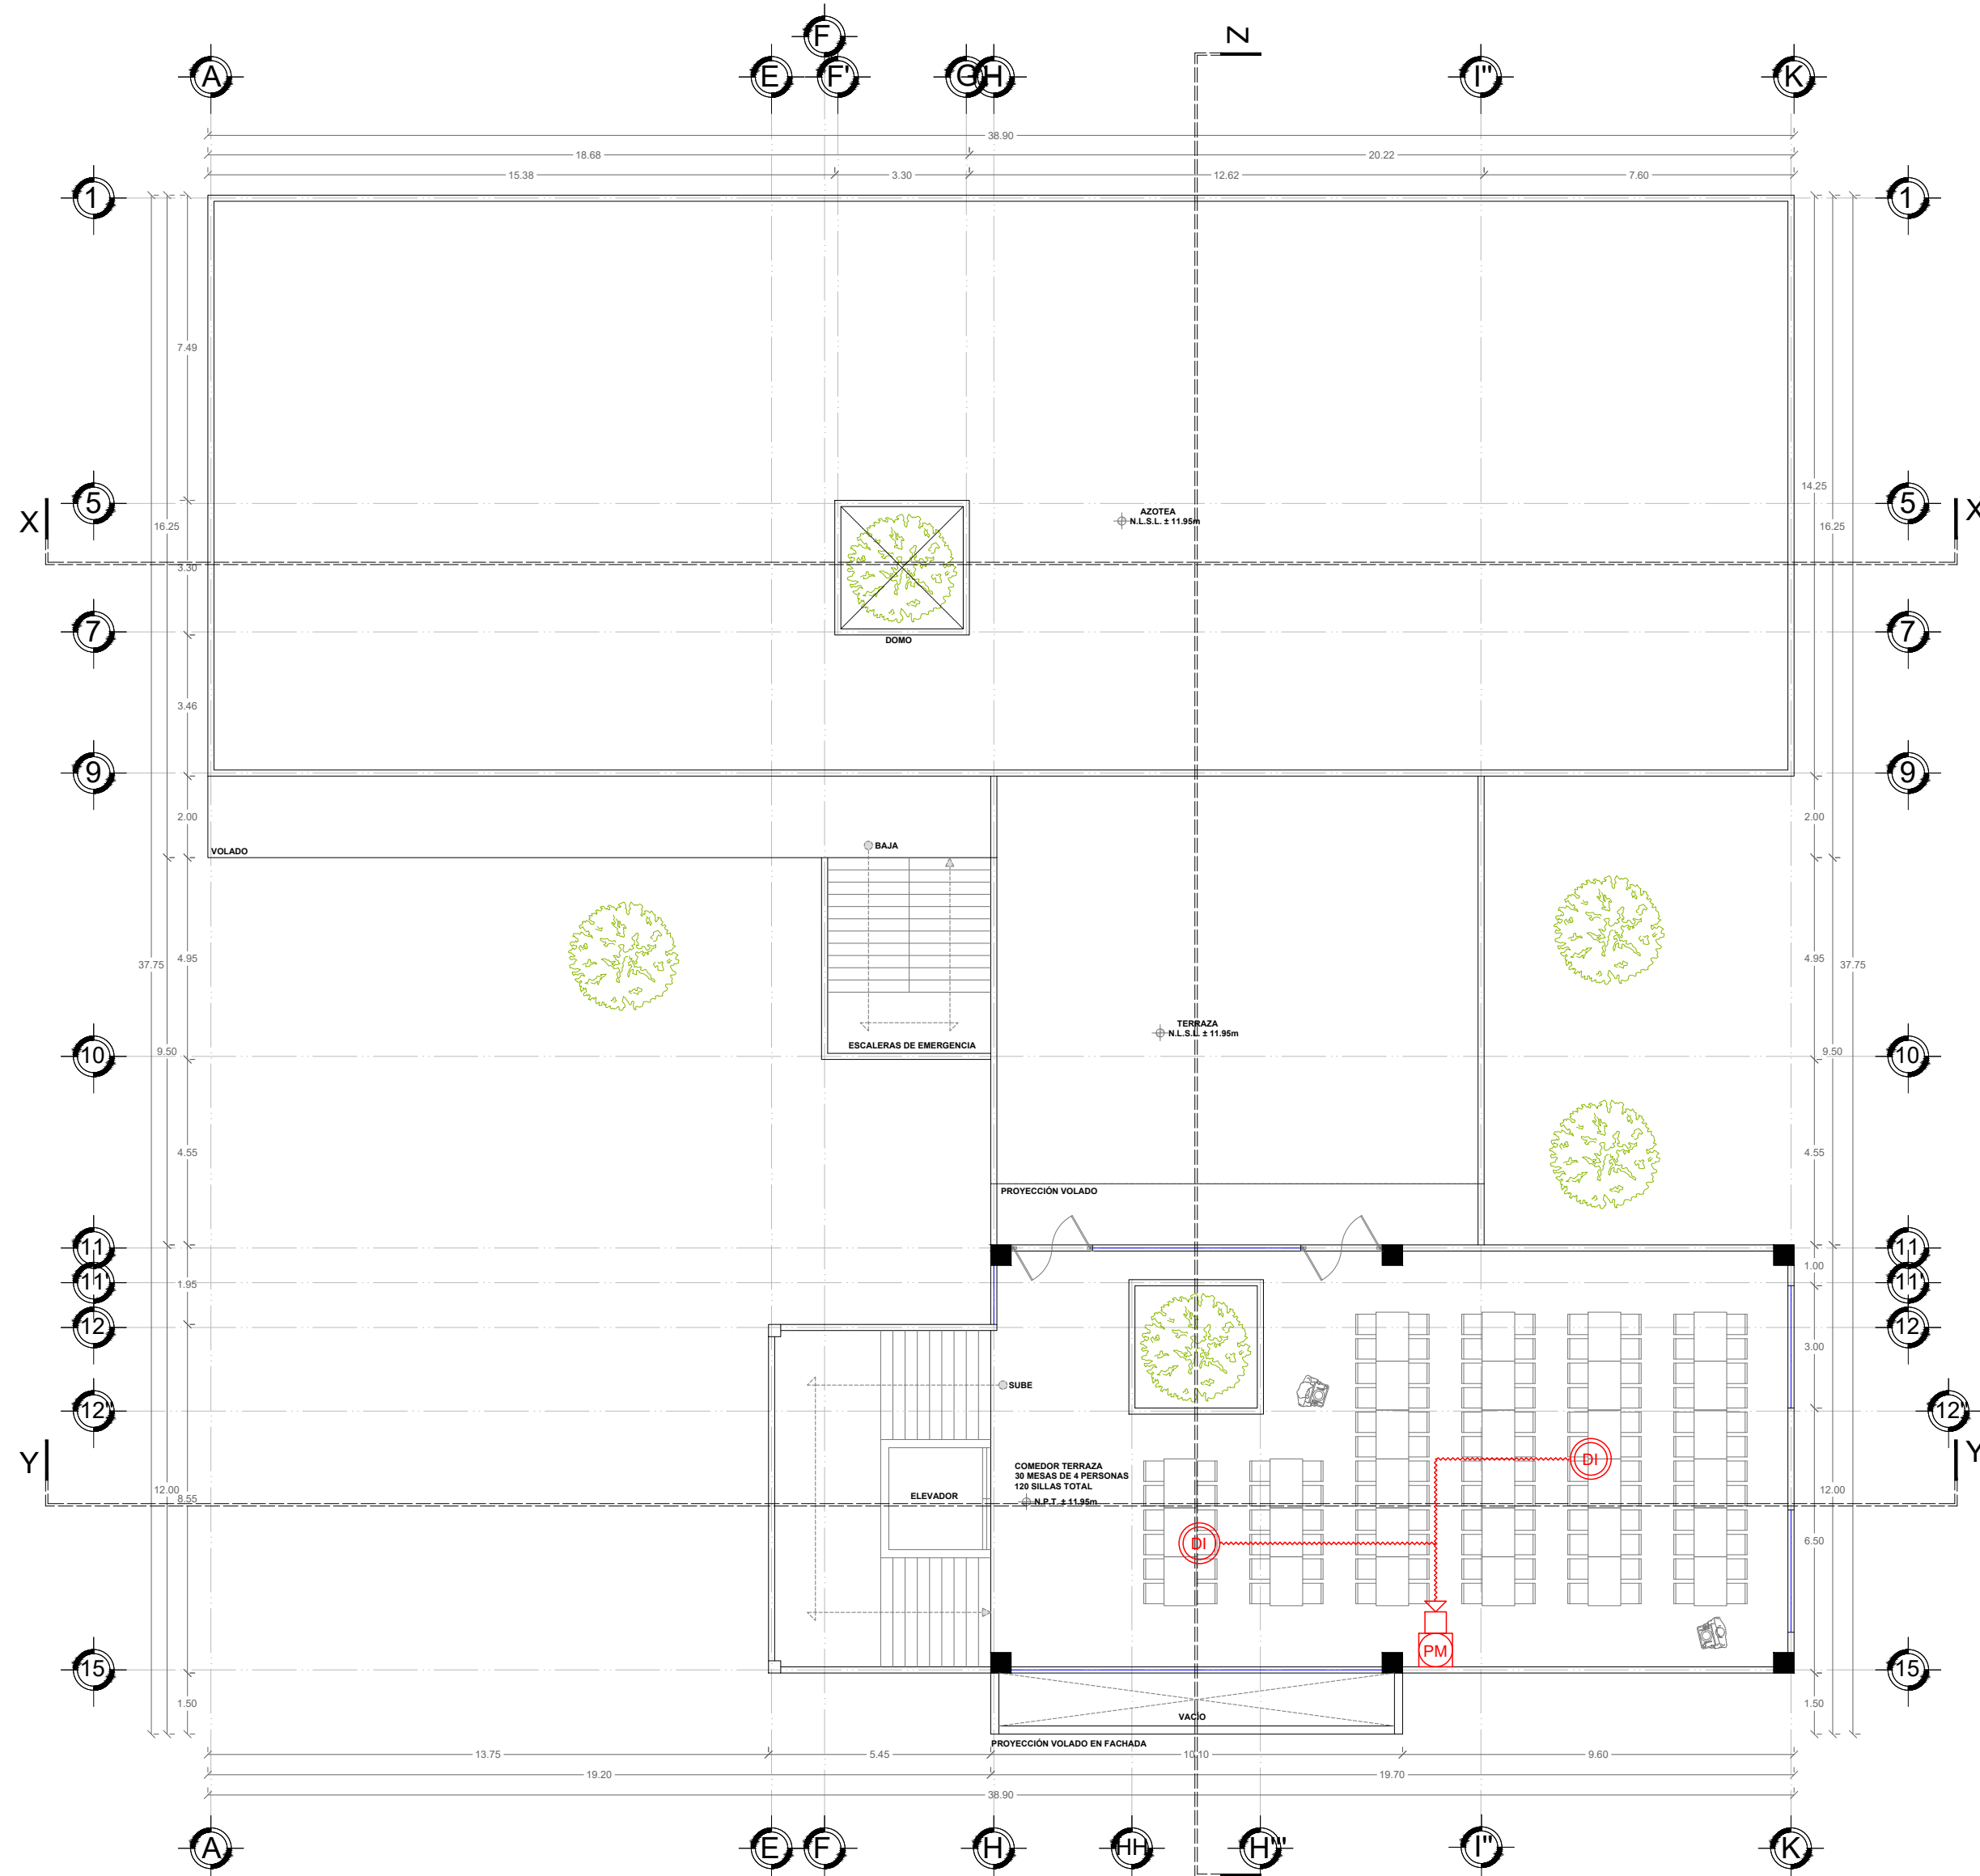 F
N
A
E
F'
G
H
I"
K
38.90
18.68
20.22
15.38
3.30
12.62
7.60
1
1
7.49
14.25
5
5
X
X
16.25
16.25
AZOTEA
N.L.S.L. ± 11.95m
3.30
7
7
DOMO
3.46
9
9
2.00
2.00
BAJA
VOLADO
37.75
4.95
4.95
37.75
TERRAZA
N.L.S.L. ± 11.95m
ESCALERAS DE EMERGENCIA
10
9.50
9.50
10
4.55
4.55
PROYECCIÓN VOLADO
11
11
11'
1.95
1.00
11'
12
12
3.00
SUBE
12"
12"
Y
Y
COMEDOR TERRAZA
30 MESAS DE 4 PERSONAS
120 SILLAS TOTAL
N.P.T. ± 11.95m
DI
12.00
8.55
ELEVADOR
12.00
DI
6.50
PM
15
15
1.50
1.50
VACÍO
PROYECCIÓN VOLADO EN FACHADA
13.75
5.45
10.10
9.60
19.20
19.70
38.90
A
E
F
H
HH
H'"
I"
K